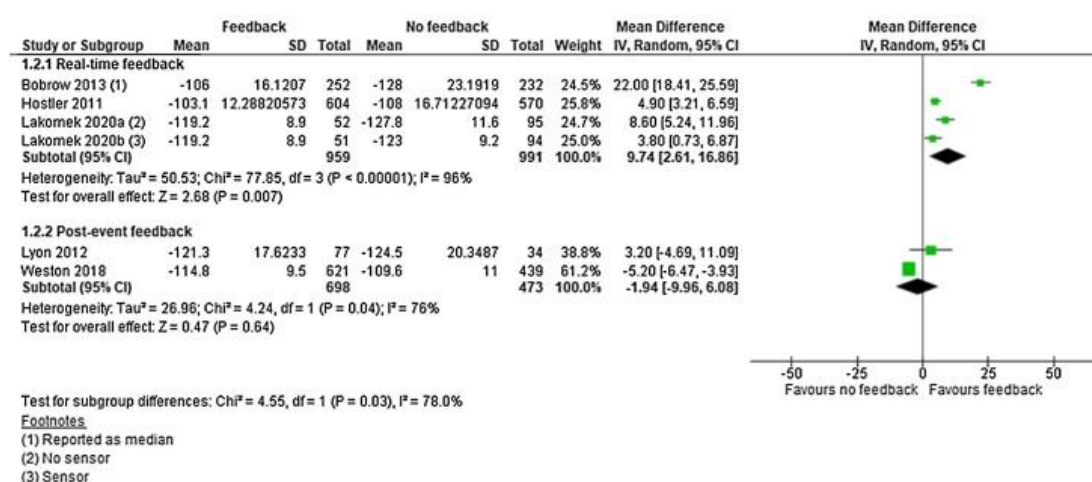 Feedback No feedback Mean Difference Mean Difference
Study or Subgroup Mean SD Total Mean SD Total Weight IV, Random, 95% CI IV, Random, 95% CI
1.2.1 Real-time feedback
Bobrow 2013 (1) -106 16.1207 252 -128 23.1919 232 24.5% 22.00 [18.41, 25.59]
Hostler 2011 -103.1 12.28820573 604 -108 16.71227094 570 25.8% 4.90 [3.21, 6.59]
Lakomek 2020a (2) -119.2 8.9 52 -127.8 11.6 95 24.7% 8.60 [5.24, 11.96]
Lakomek 2020b (3) -119.2 8.9 51 -123 9.2 94 25.0% 3.80 [0.73, 6.87]
Subtotal (95% CI) 959 991 100.0% 9.74 [2.61, 16.86]
Heterogeneity: Tau² = 50.53; Chi² = 77.85, df = 3 (P < 0.00001); I² = 96%
Test for overall effect: Z = 2.68 (P = 0.007)
1.2.2 Post-event feedback
Lyon 2012 -121.3 17.6233 77 -124.5 20.3487 34 38.8% 3.20 [-4.69, 11.09]
Weston 2018 -114.8 9.5 621 -109.6 11 439 61.2% -5.20 [-6.47, -3.93]
Subtotal (95% CI) 698 473 100.0% -1.94 [-9.96, 6.08]
Heterogeneity: Tau² = 26.96; Chi² = 4.24, df = 1 (P = 0.04); I² = 76%
Test for overall effect: Z = 0.47 (P = 0.64)
-50 -25 0 25 50
Favours no feedback Favours feedback
Test for subgroup differences: Chi² = 4.55, df = 1 (P = 0.03), I² = 78.0%
Footnotes
(1) Reported as median
(2) No sensor
(3) Sensor